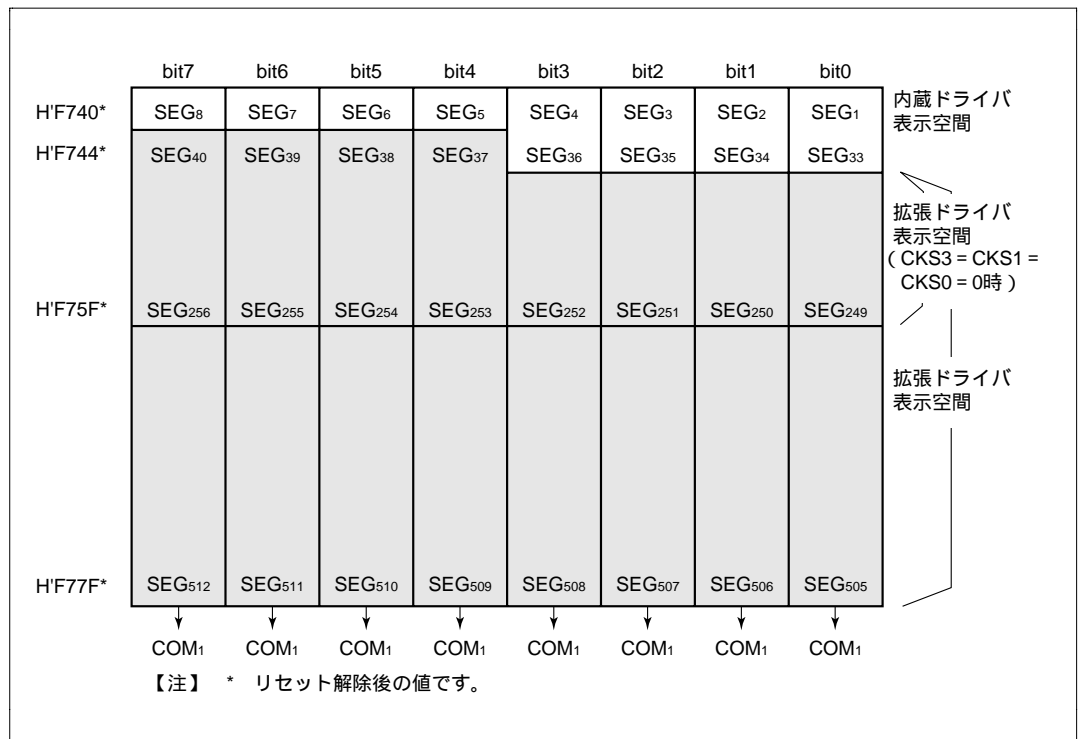 bit7 bit6 bit5 bit4 bit3 bit2 bit1 bit0
H'F740* SEG8 SEG7 SEG6 SEG5 SEG4 SEG3 SEG2 SEG1
内蔵ドライバ
表示空間
H'F744* SEG40 SEG39 SEG38 SEG37 SEG36 SEG35 SEG34 SEG33
拡張ドライバ
表示空間
(CKS3 = CKS1 =
CKS0 = 0時)
H'F75F* SEG256 SEG255 SEG254 SEG253 SEG252 SEG251 SEG250 SEG249
拡張ドライバ
表示空間
H'F77F* SEG512 SEG511 SEG510 SEG509 SEG508 SEG507 SEG506 SEG505
COM1 COM1 COM1 COM1 COM1 COM1 COM1 COM1
【注】 * リセット解除後の値です。